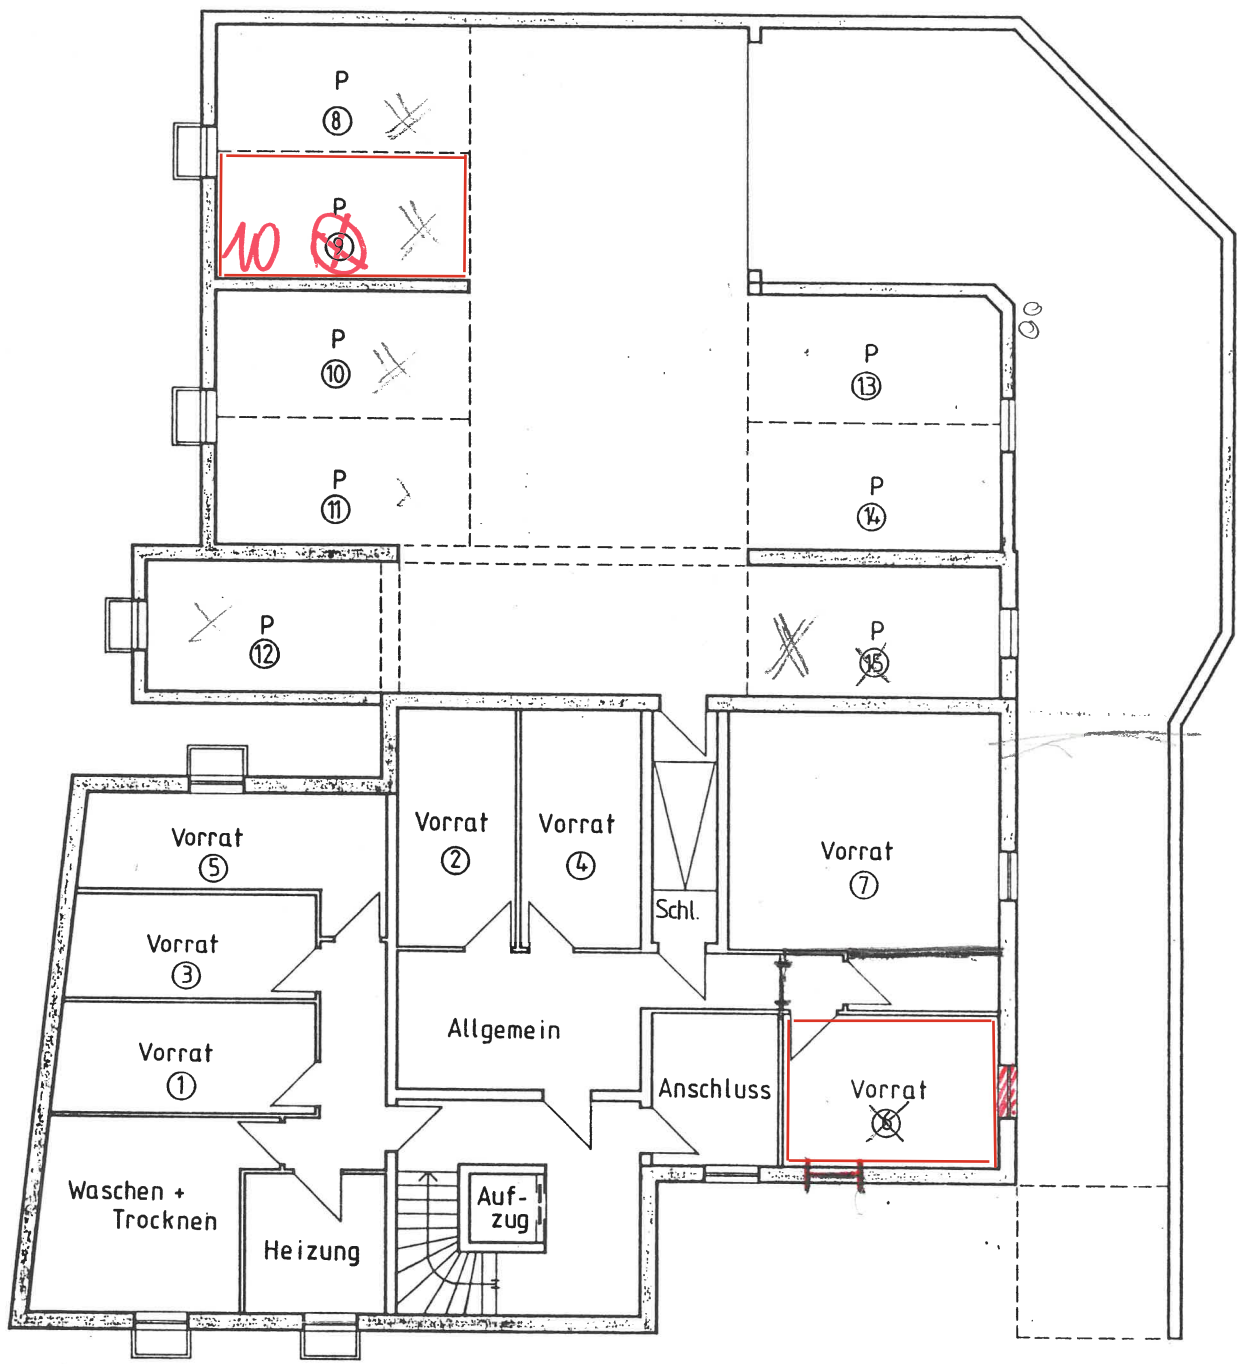 P
8
P
10 9
P
10
P
13
P
11
P
14
P
12
P
15
Vorrat
2
Vorrat
4
Vorrat
5
Vorrat
7
Schl.
Vorrat
3
Allgemein
Vorrat
1
Anschluss
Vorrat
6
Waschen +
Trocknen
Auf-
zug
Heizung